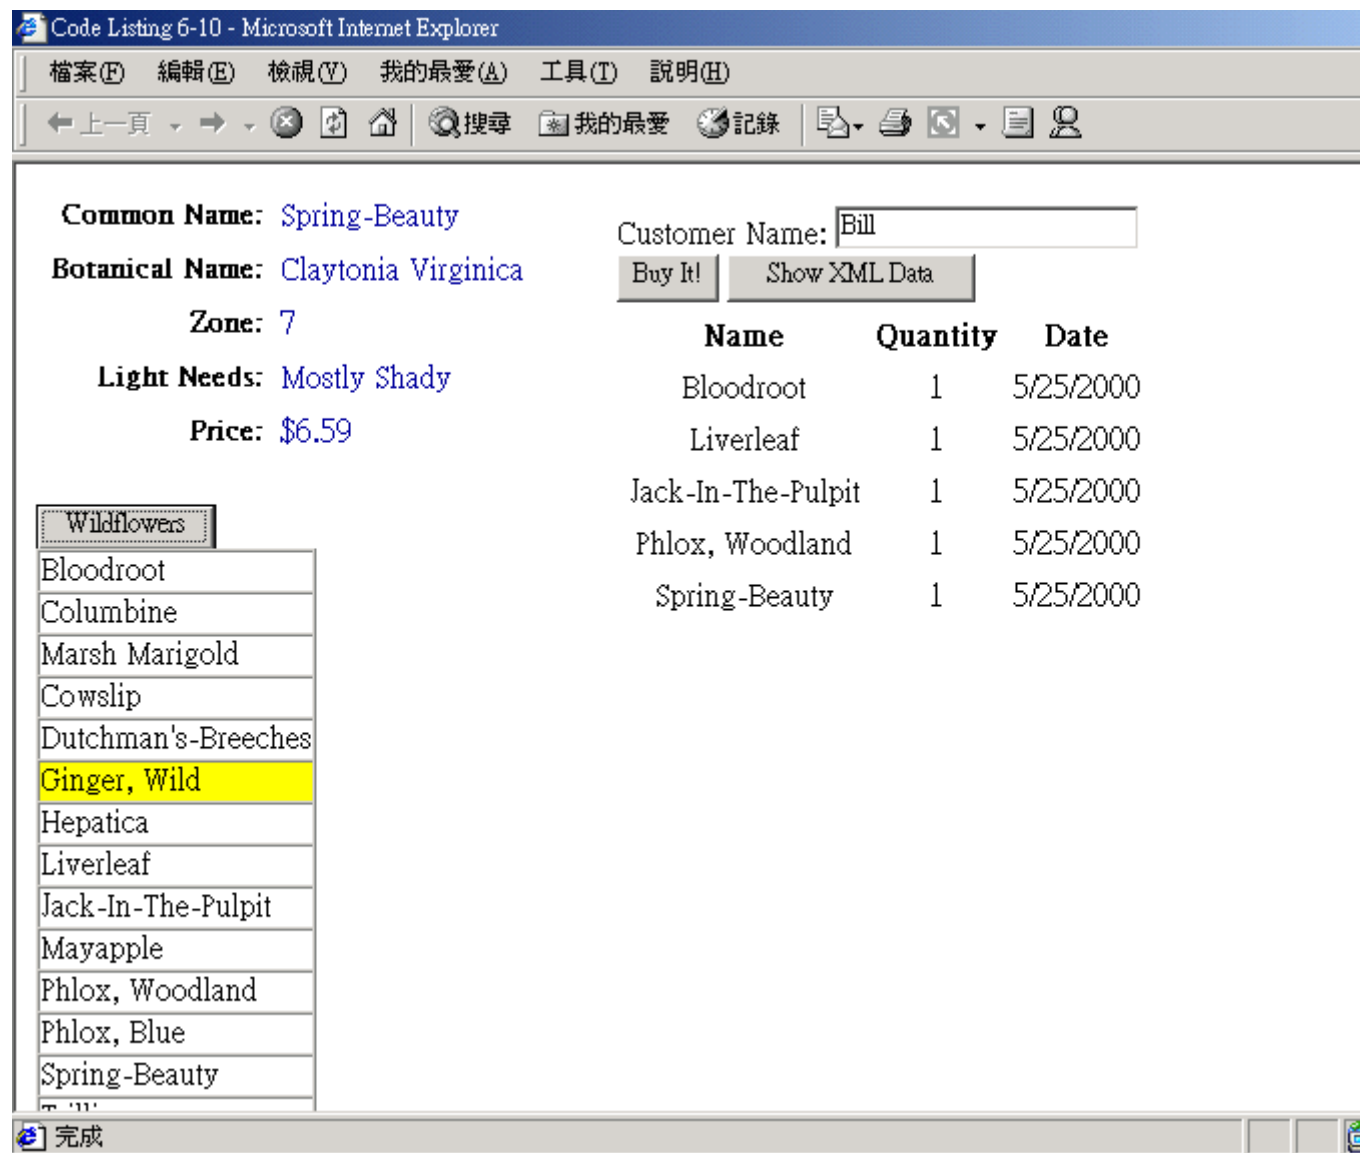 Code Listing 6-10 - Microsoft Internet Explorer
檔案(F) 編輯(E) 檢視(V) 我的最愛(A) 工具(T) 說明(H)
上一頁 搜尋 我的最愛 記錄
Common Name: Spring-Beauty
Botanical Name: Claytonia Virginica
Zone: 7
Light Needs: Mostly Shady
Price: $6.59
Wildflowers
Bloodroot
Columbine
Marsh Marigold
Cowslip
Dutchman's-Breeches
Ginger, Wild
Hepatica
Liverleaf
Jack-In-The-Pulpit
Mayapple
Phlox, Woodland
Phlox, Blue
Spring-Beauty
Customer Name: Bill
Buy It! Show XML Data
Name Quantity Date
Bloodroot 1 5/25/2000
Liverleaf 1 5/25/2000
Jack-In-The-Pulpit 1 5/25/2000
Phlox, Woodland 1 5/25/2000
Spring-Beauty 1 5/25/2000
完成